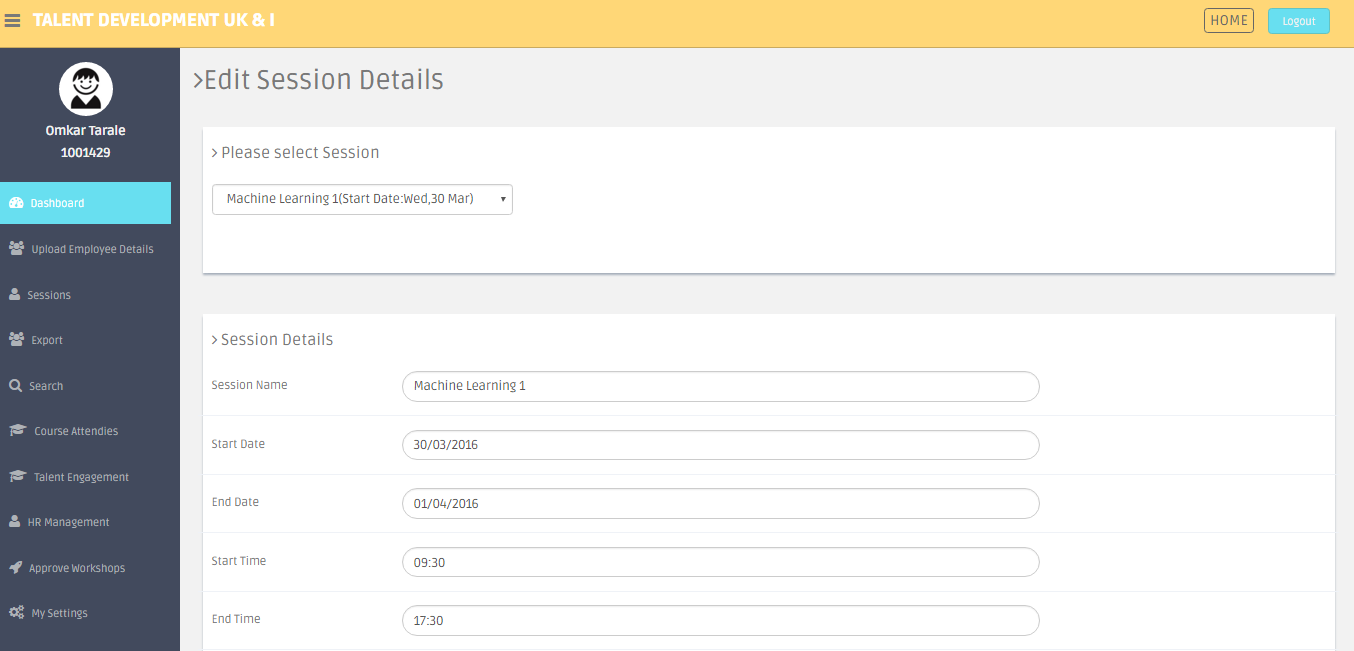 TALENT DEVELOPMENT UK & I
HOME
Logout
Omkar Tarale
1001429
Dashboard
Upload Employee Details
Sessions
Export
Search
Course Attendies
Talent Engagement
HR Management
Approve Workshops
My Settings
>Edit Session Details
> Please select Session
Machine Learning 1(Start Date:Wed,30 Mar)
> Session Details
Session Name Machine Learning 1
Start Date 30/03/2016
End Date 01/04/2016
Start Time 09:30
End Time 17:30